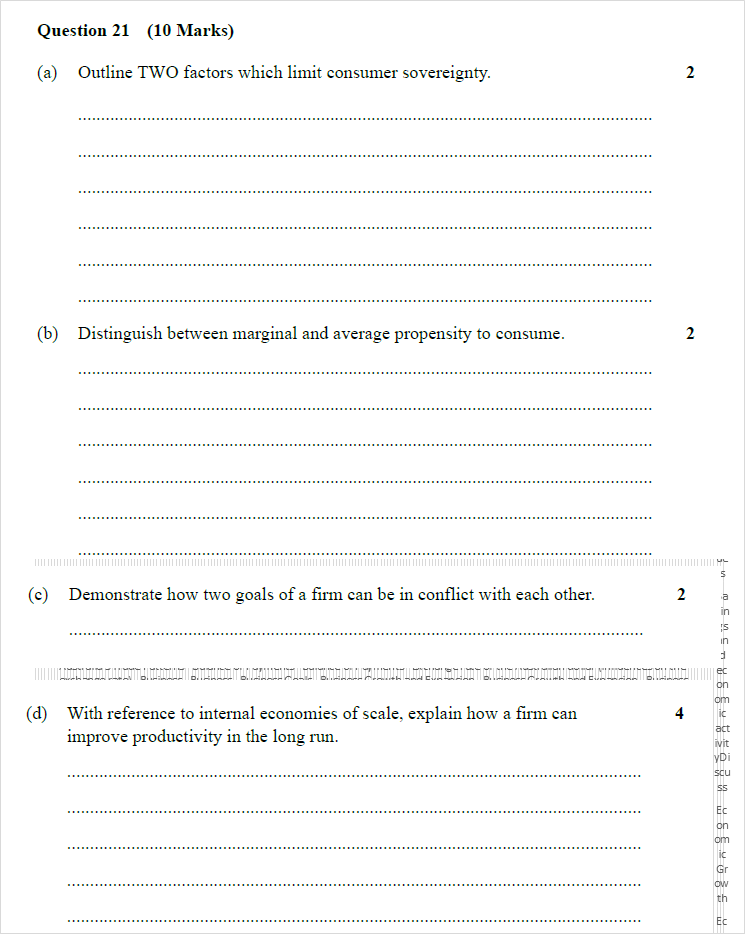 Question 21 (10 Marks)
(a) Outline TWO factors which limit consumer sovereignty. 2
(b) Distinguish between marginal and average propensity to consume. 2
(c) Demonstrate how two goals of a firm can be in conflict with each other. 2
(d) With reference to internal economies of scale, explain how a firm can 4
improve productivity in the long run.
s
a
in
in
ec
on
om
ic
act
ivit
yDi
scu
ss
Ec
on
om
ic
Gr
ow
th
Ec